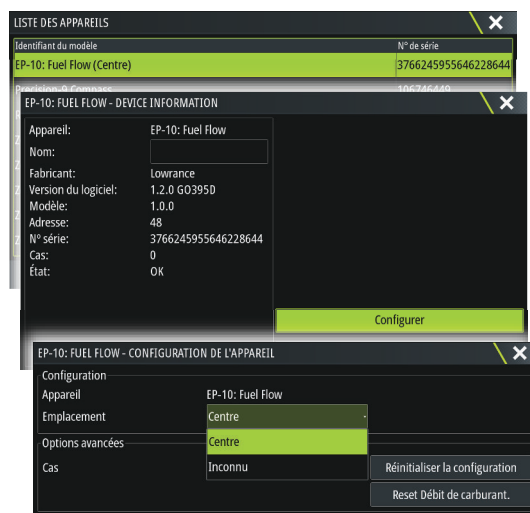 LISTE DES APPAREILS
Identifiant du modèle N° de série
EP-10: Fuel Flow (Centre) 3766245955646228644
Precision-9 Compass 106746449
EP-10: FUEL FLOW - DEVICE INFORMATION
Appareil: EP-10: Fuel Flow
Nom:
Fabricant: Lowrance
Version du logiciel: 1.2.0 GO395D
Modèle: 1.0.0
Adresse: 48
N° série: 3766245955646228644
Cas: 0
État: OK
Configurer
EP-10: FUEL FLOW - CONFIGURATION DE L'APPAREIL
Configuration
Appareil EP-10: Fuel Flow
Emplacement Centre
Centre
Options avancées
Inconnu
Cas Réinitialiser la configuration
Reset Débit de carburant.